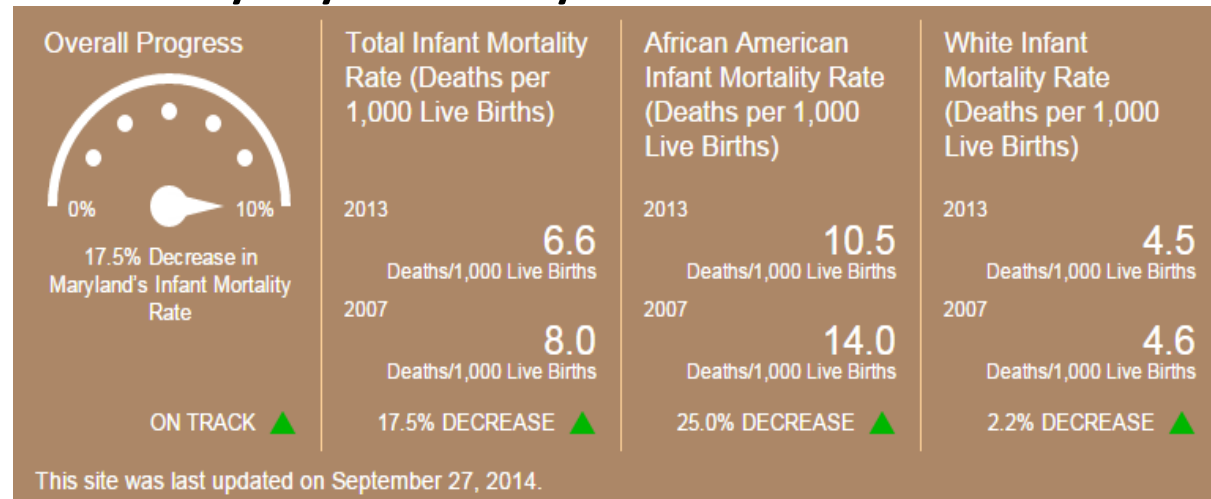 Overall Progress
0%
10%
17.5% Decrease in
Maryland's Infant Mortality
Rate
ON TRACK
Total Infant Mortality
Rate (Deaths per
1,000 Live Births)
2013
6.6
Deaths/1,000 Live Births
2007
8.0
Deaths/1,000 Live Births
17.5% DECREASE
African American
Infant Mortality Rate
(Deaths per 1,000
Live Births)
2013
10.5
Deaths/1,000 Live Births
2007
14.0
Deaths/1,000 Live Births
25.0% DECREASE
White Infant
Mortality Rate
(Deaths per 1,000
Live Births)
2013
4.5
Deaths/1,000 Live Births
2007
4.6
Deaths/1,000 Live Births
2.2% DECREASE
This site was last updated on September 27, 2014.